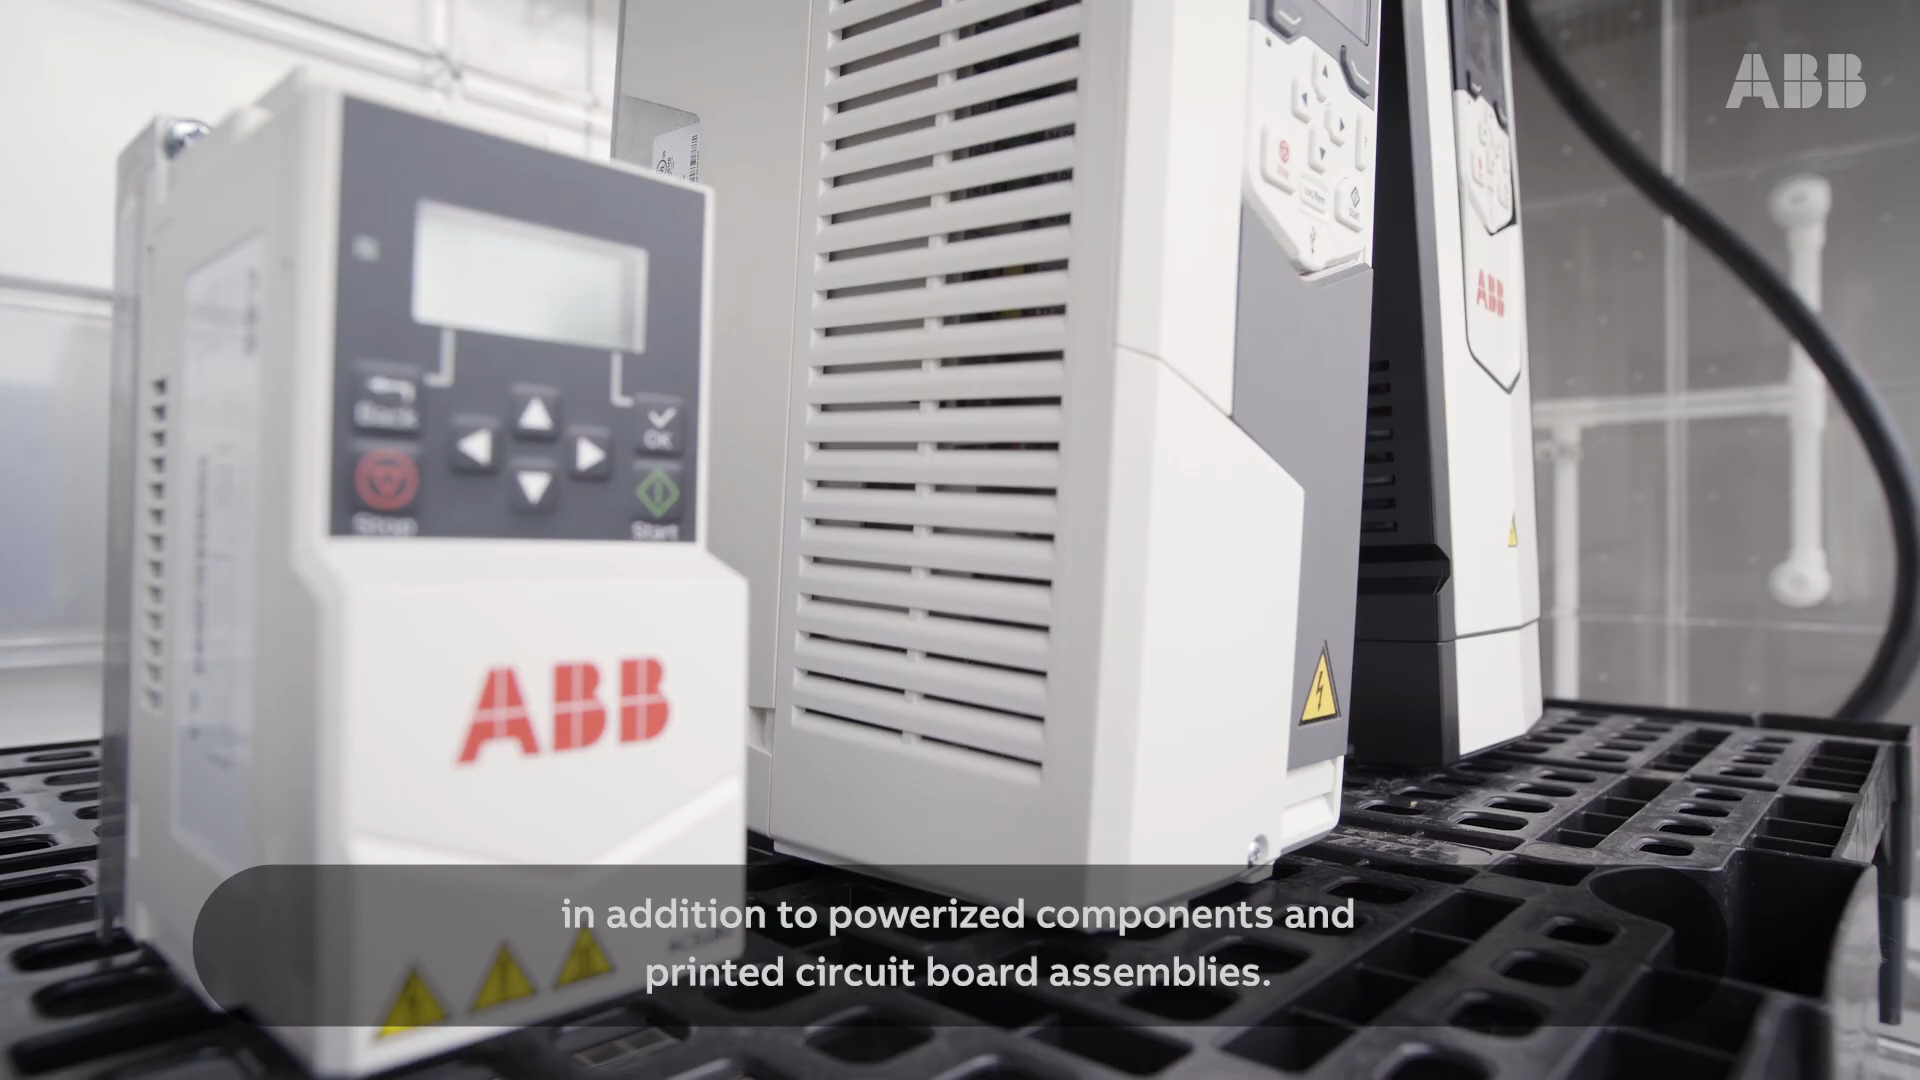 ABB
ABB
Back
OK
Stop
Start
ABB
in addition to powerized components and
printed circuit board assemblies.